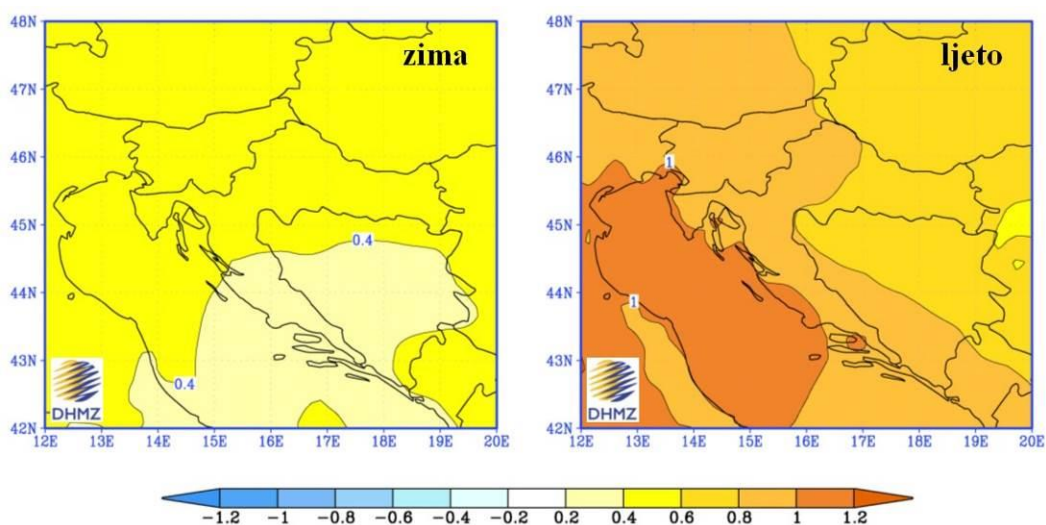 zima
48N
47N
46N
45N
44N
43N
42N
0.4
0.4
DHMZ
12E 13E 14E 15E 16E 17E 18E 19E 20E
ljeto
48N
47N
46N
45N
44N
43N
42N
1
1
DHMZ
12E 13E 14E 15E 16E 17E 18E 19E 20E
-1.2 -1 -0.8 -0.6 -0.4 -0.2 0.2 0.4 0.6 0.8 1 1.2